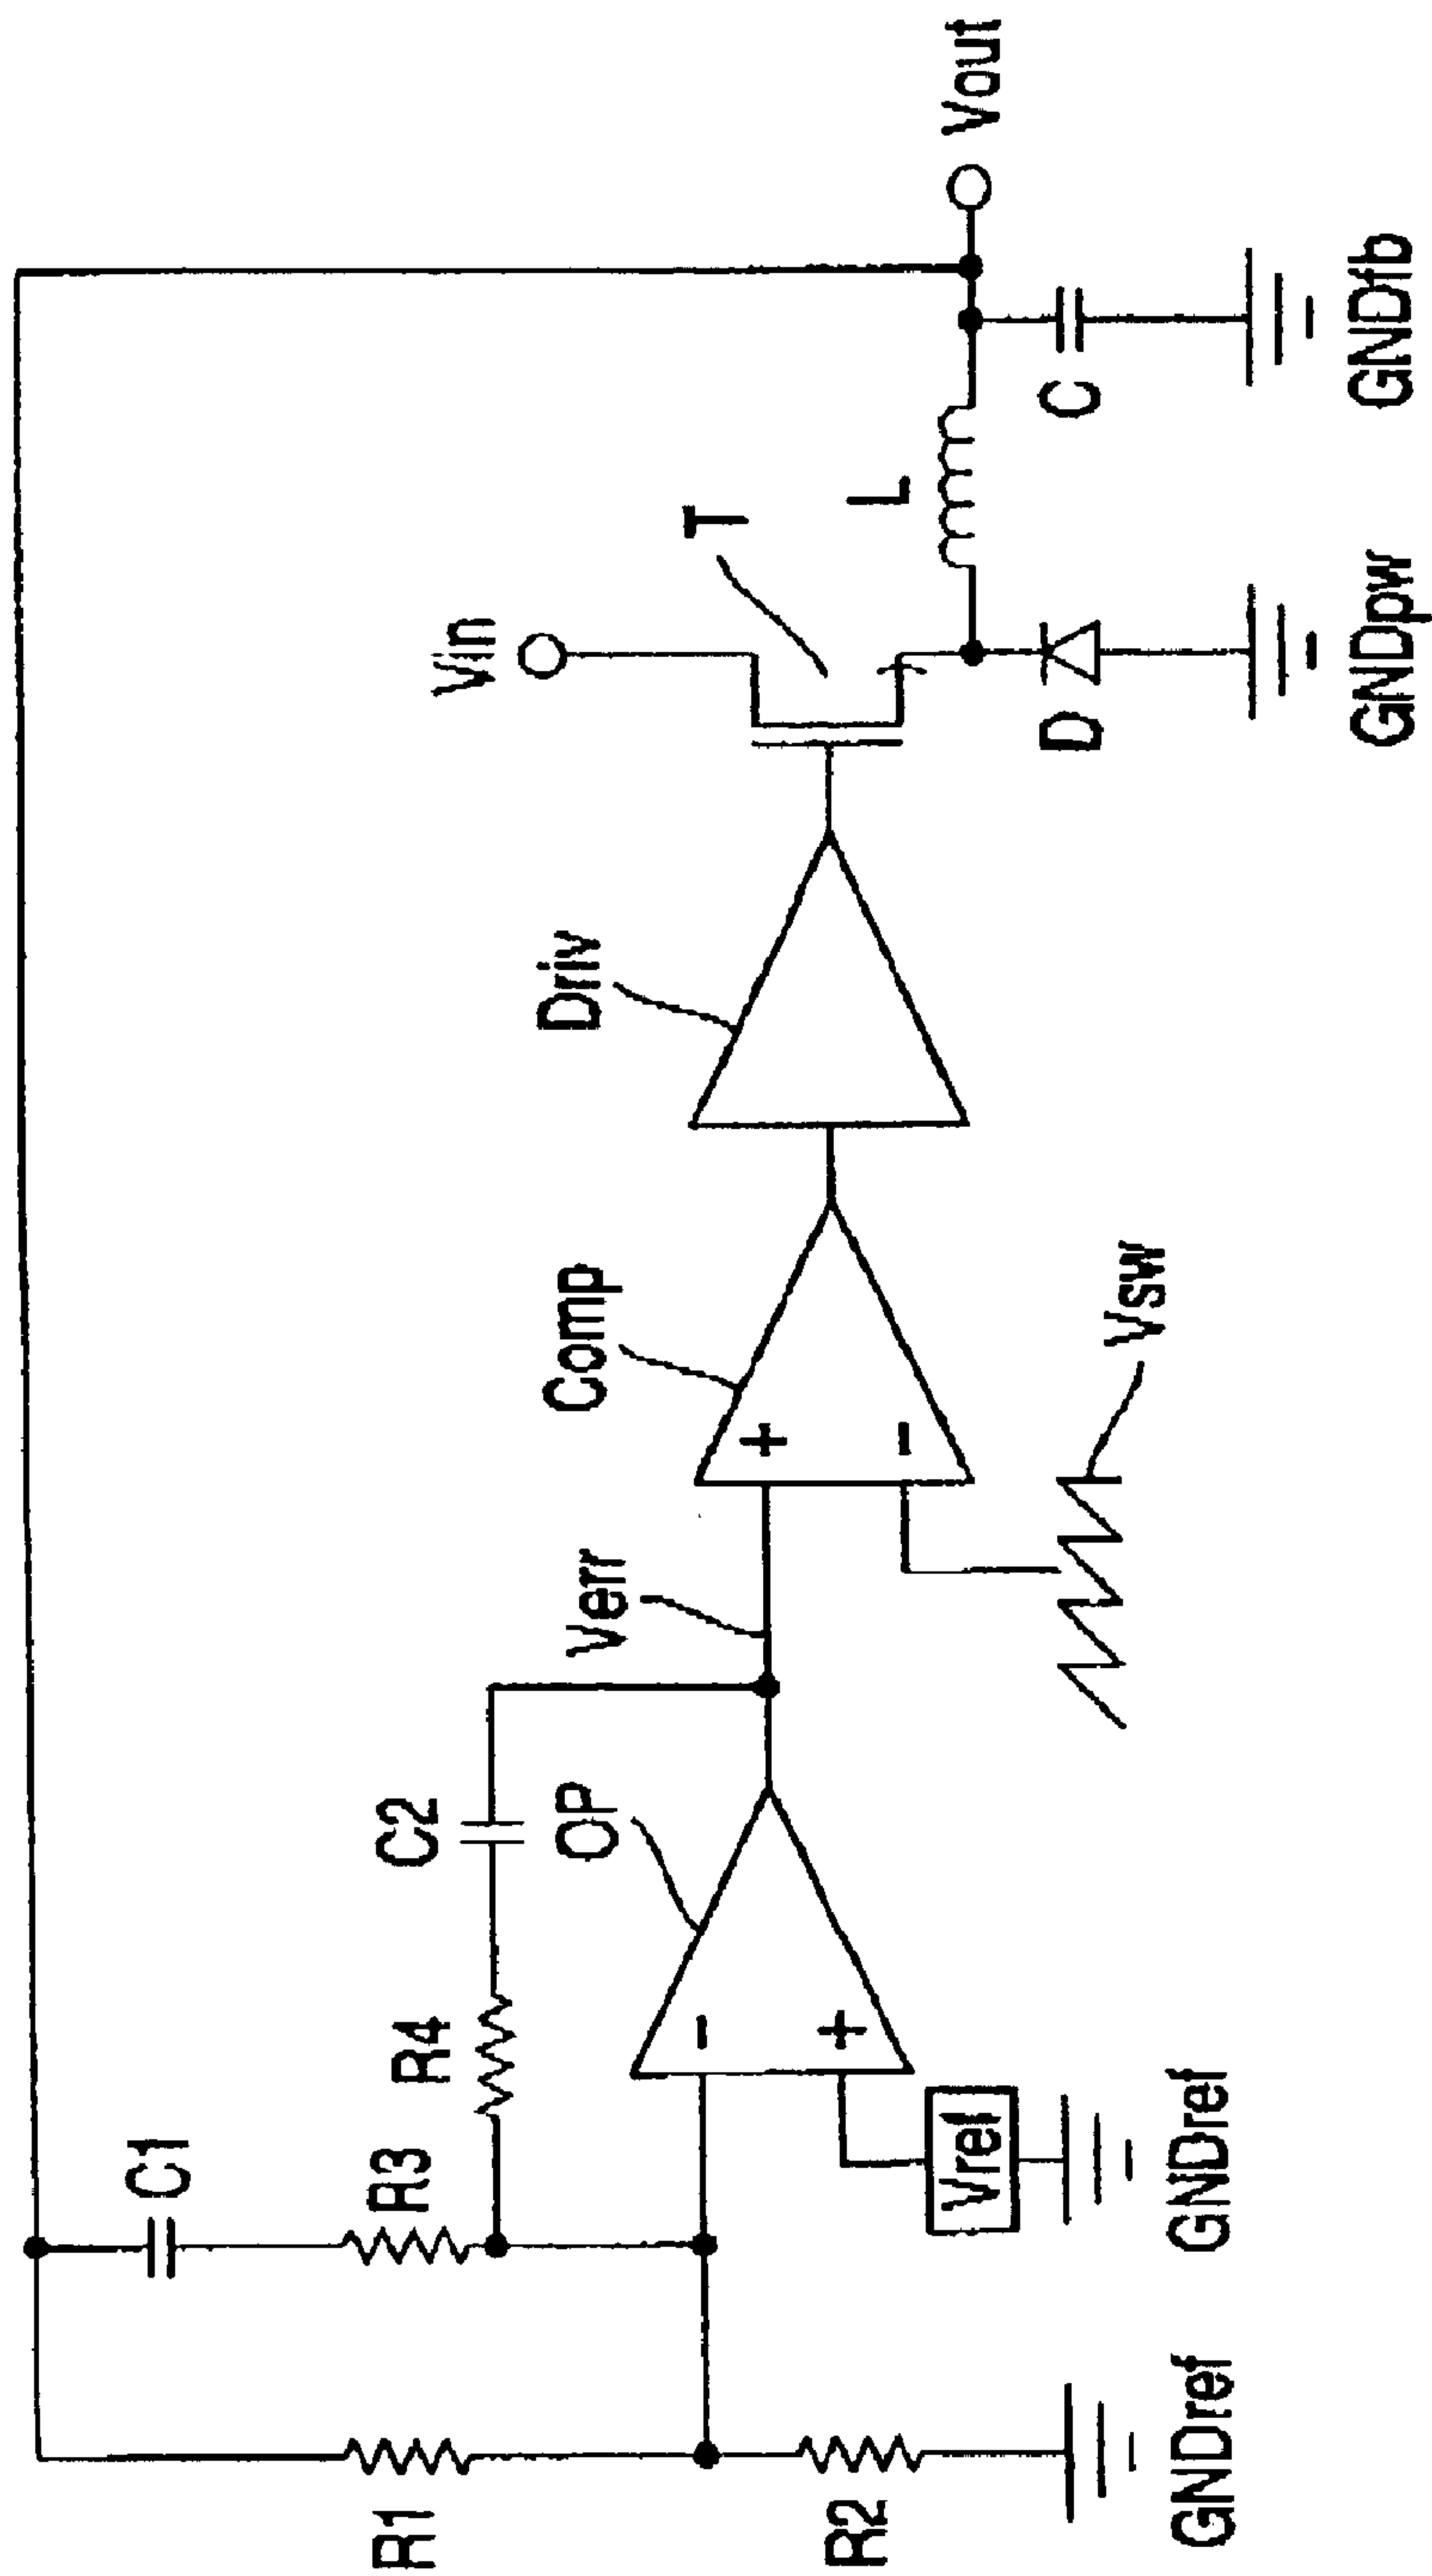 Vin
Vout
T
L
C
D
GNDpw
GNDfb
Driv
Comp
Verr
Vsw
C2
OP
R4
C1
R3
Vref
GNDref
R1
R2
GNDref
+
-
-
+